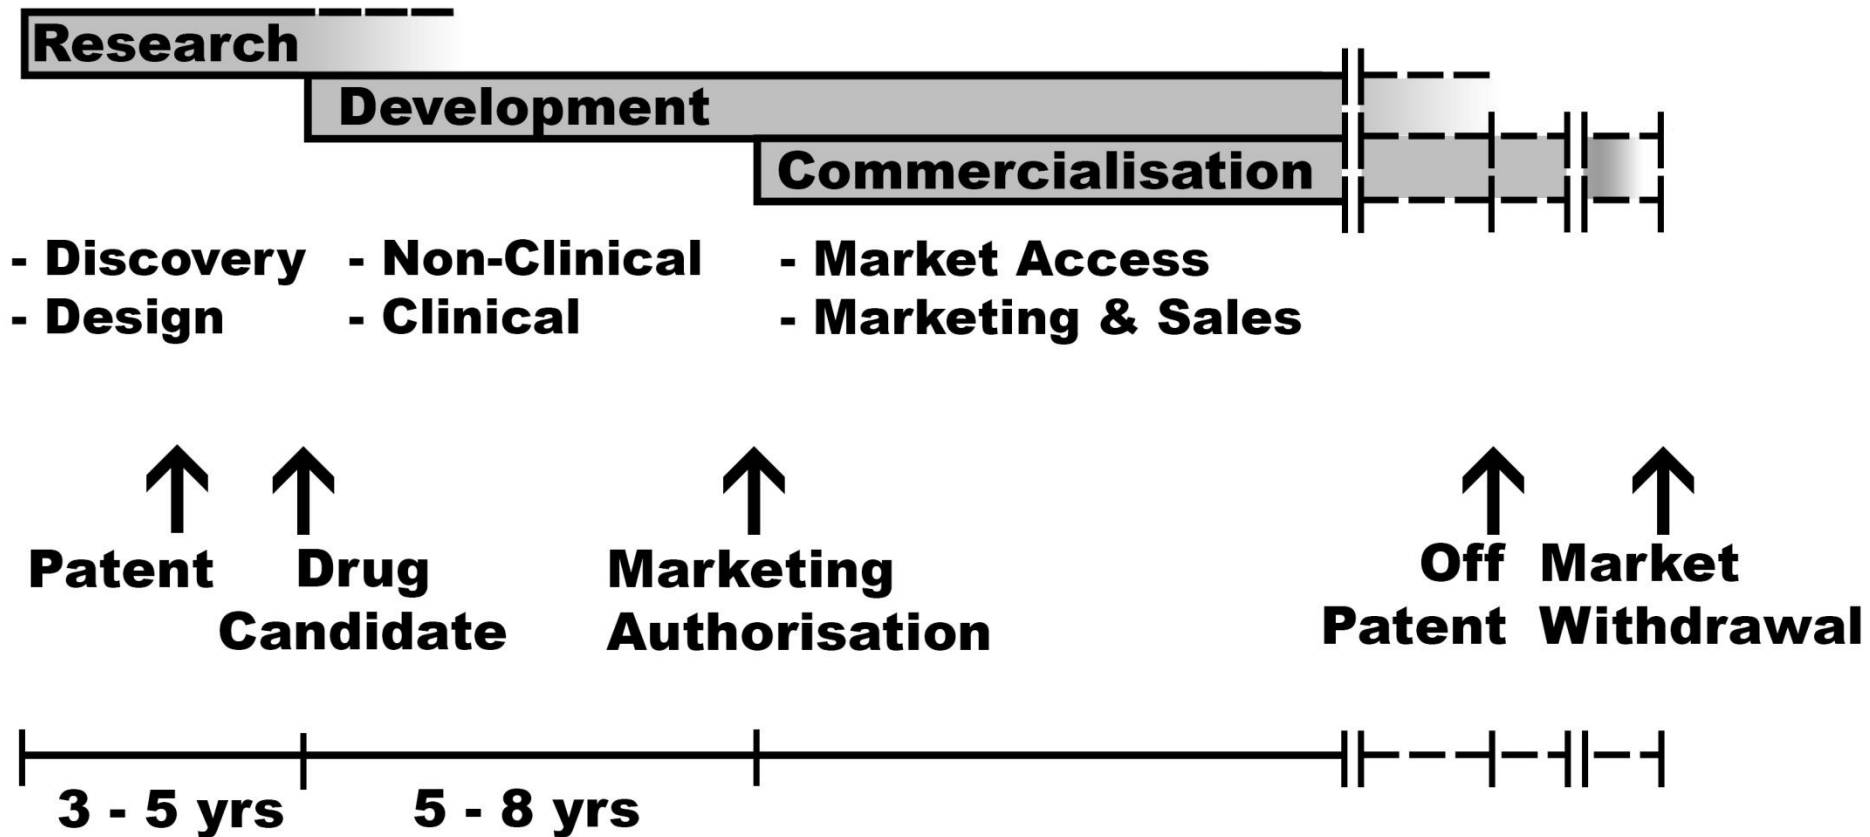 Research
Development
Commercialisation
- Discovery
- Design
- Non-Clinical
- Clinical
- Market Access
- Marketing & Sales
Patent
Drug
Candidate
Marketing
Authorisation
Off
Patent
Market
Withdrawal
3 - 5 yrs
5 - 8 yrs